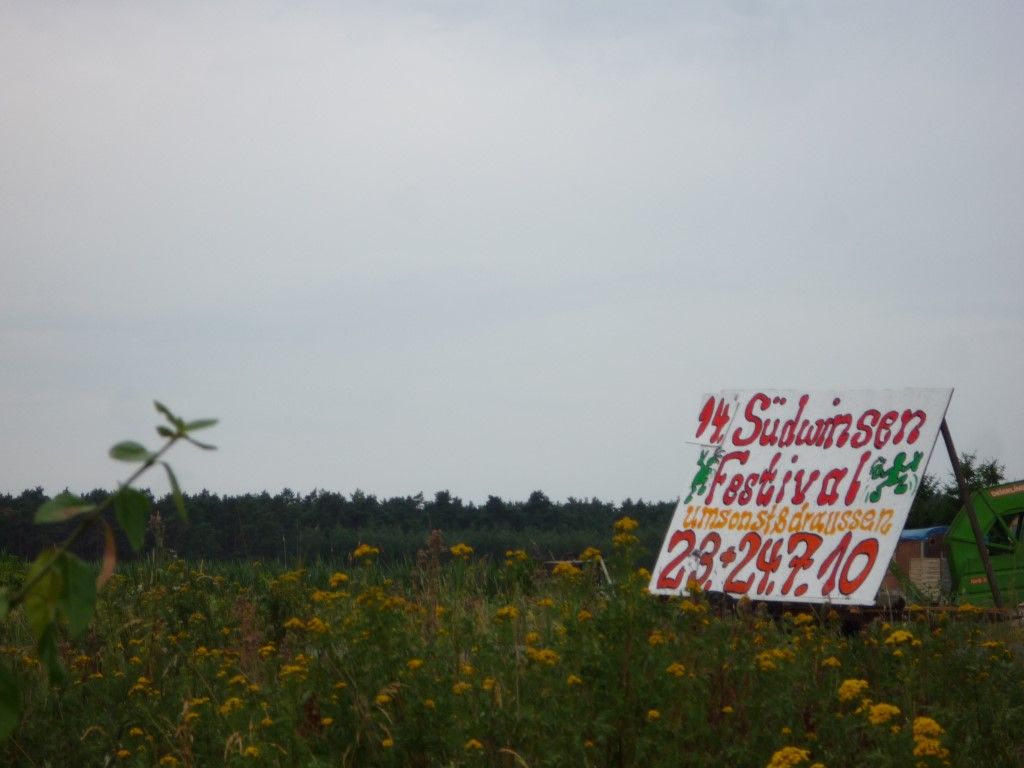 14. Südwinsen
Festival
umsonst & draussen
23.+24.7.10